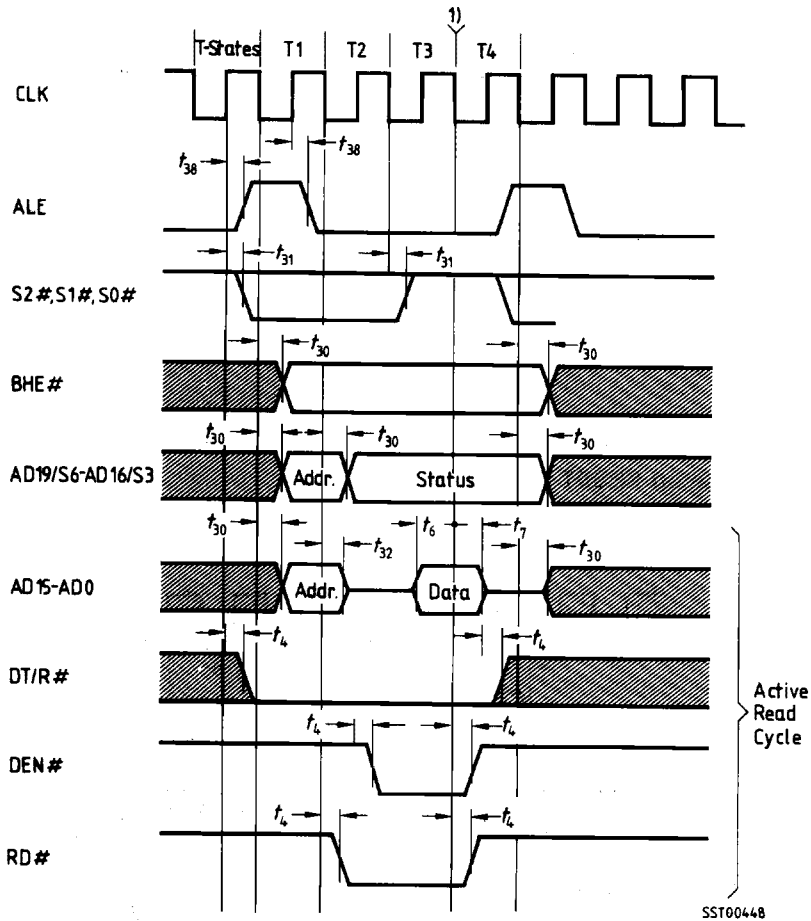 1)
T-States T1 T2 T3 T4
CLK
t38
t38
ALE
t31 t31
S2#,S1#,S0#
t30 t30
BHE#
t30 t30 t30
AD19/S6-AD16/S3 Addr. Status
t30 t32 t6 t7 t30
AD15-AD0 Addr. Data
t4 t4
DT/R#
Active
Read
Cycle
t4 t4
DEN#
t4 t4
RD#
SST00448